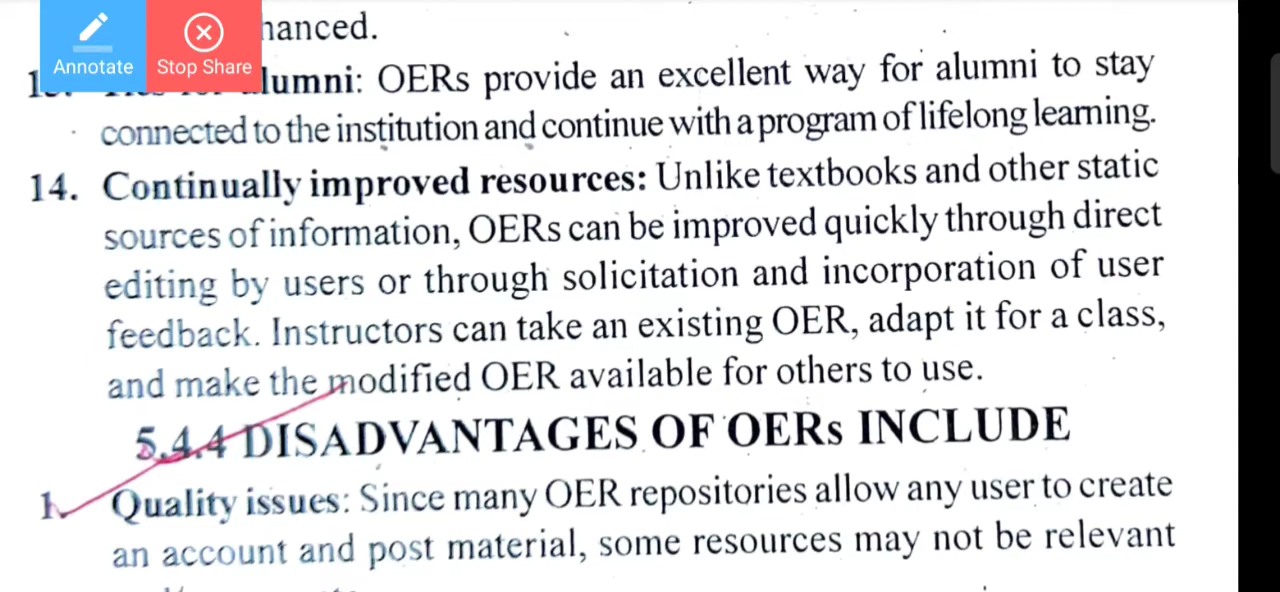 hanced.
Annotate
Stop Share
lumni: OERs provide an excellent way for alumni to stay
connected to the institution and continue with a program of lifelong learning.
14. Continually improved resources: Unlike textbooks and other static
sources of information, OERs can be improved quickly through direct
editing by users or through solicitation and incorporation of user
feedback. Instructors can take an existing OER, adapt it for a class,
and make the modified OER available for others to use.
5.4.4 DISADVANTAGES OF OERs INCLUDE
1. Quality issues: Since many OER repositories allow any user to create
an account and post material, some resources may not be relevant